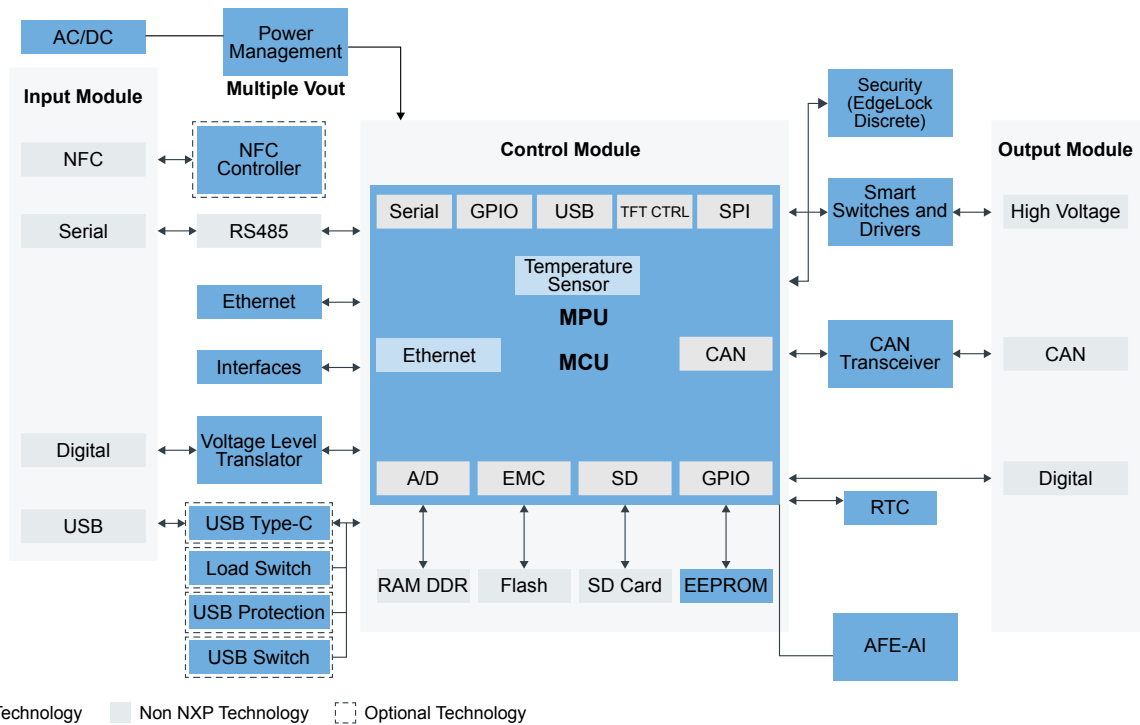 AC/DC
Power
Management
Multiple Vout
Input Module
NFC
NFC
Controller
Serial
RS485
Ethernet
Interfaces
Digital
Voltage Level
Translator
USB
USB Type-C
Load Switch
USB Protection
USB Switch
Control Module
Serial
GPIO
USB
TFT CTRL
SPI
Temperature
Sensor
MPU
Ethernet
MCU
CAN
A/D
EMC
SD
GPIO
RAM DDR
Flash
SD Card
EEPROM
Security
(EdgeLock
Discrete)
Smart
Switches and
Drivers
CAN
Transceiver
RTC
AFE-AI
Output Module
High Voltage
CAN
Digital
Technology
Non NXP Technology
Optional Technology